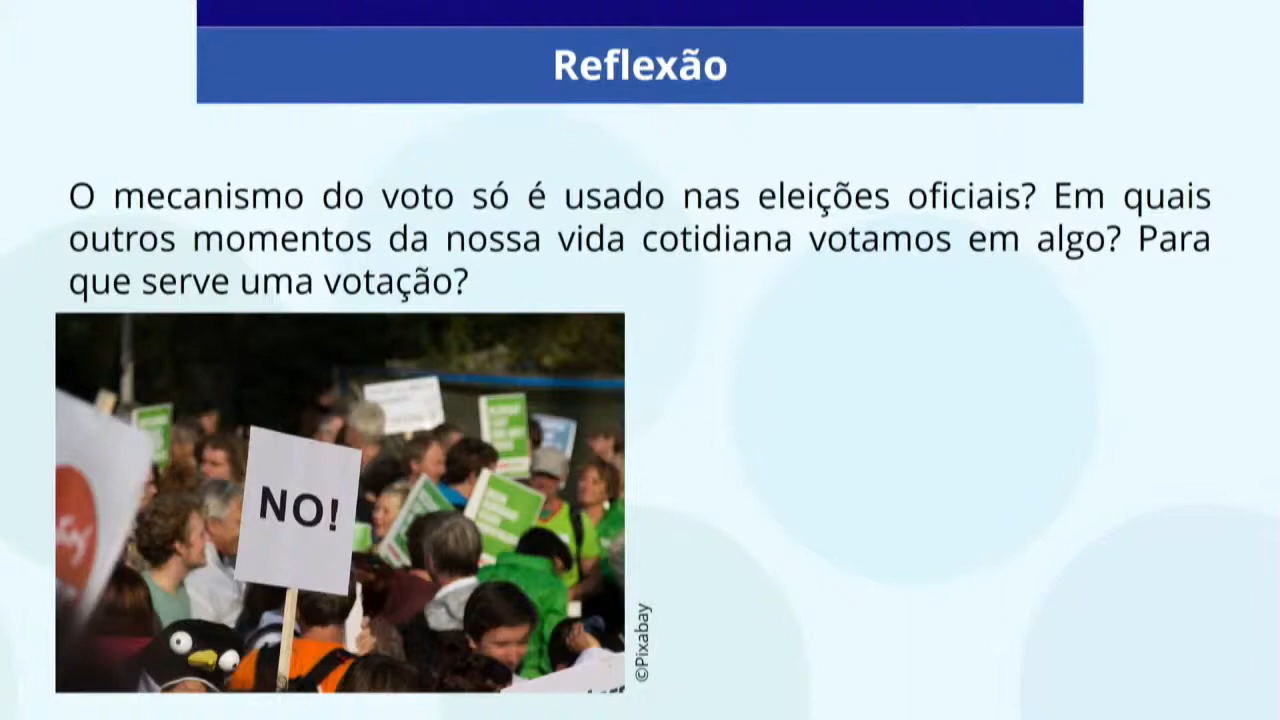 Reflexão
O mecanismo do voto só é usado nas eleições oficiais? Em quais
outros momentos da nossa vida cotidiana votamos em algo? Para
que serve uma votação?
NO!
©Pixabay